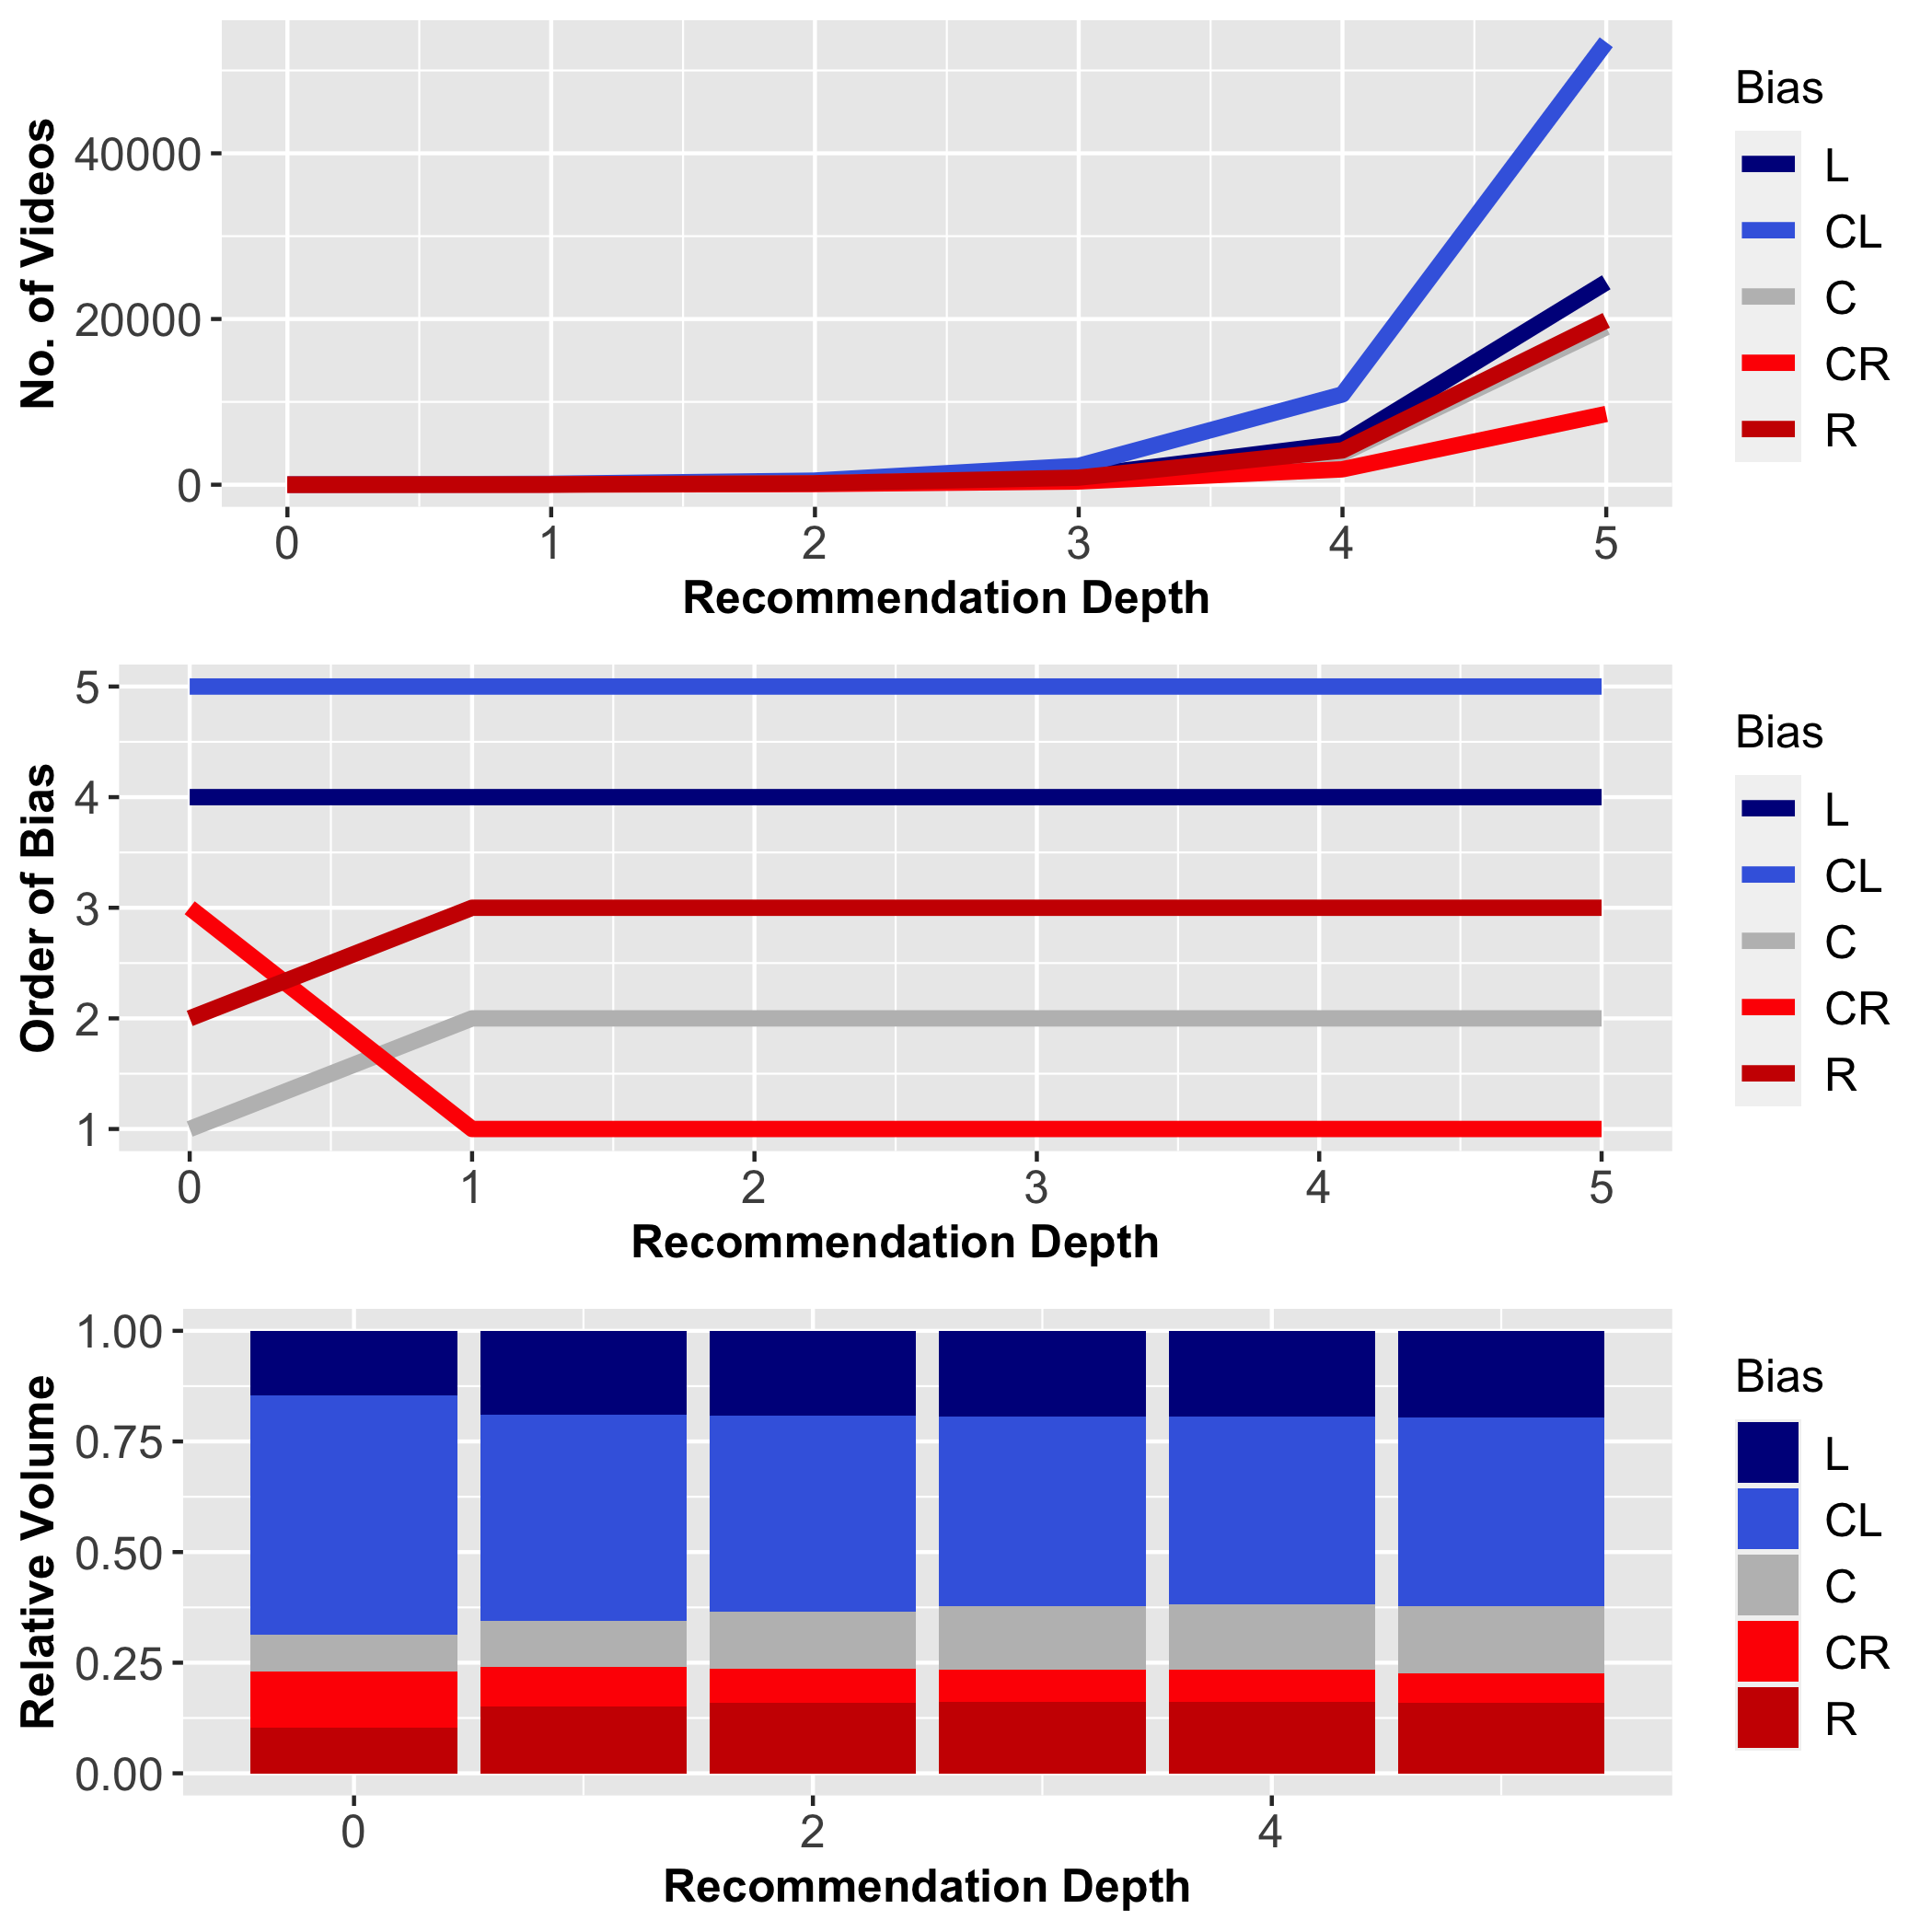 No. of Videos
40000
20000
0
0 1 2 3 4 5
Recommendation Depth
Bias
L
CL
C
CR
R
Order of Bias
5
4
3
2
1
0 1 2 3 4 5
Recommendation Depth
Bias
L
CL
C
CR
R
Relative Volume
1.00
0.75
0.50
0.25
0.00
0 2 4
Recommendation Depth
Bias
L
CL
C
CR
R